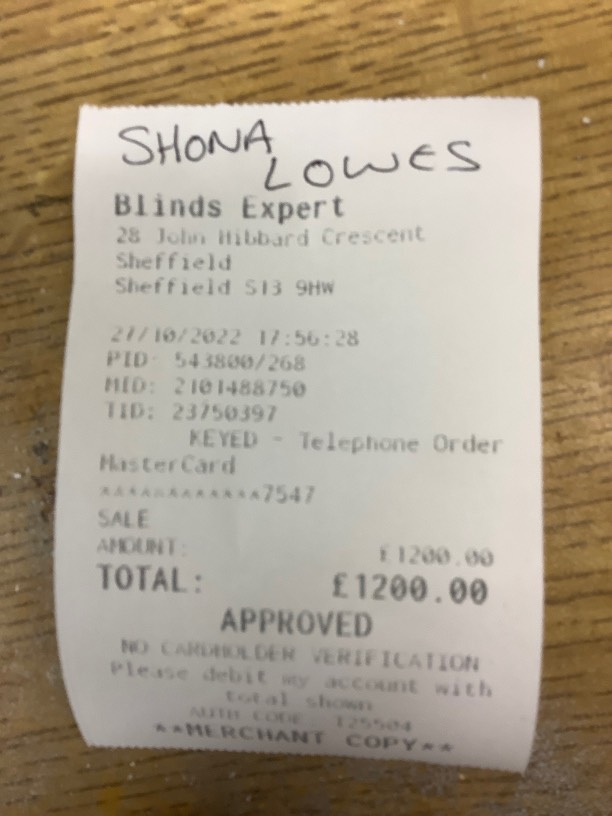 SHONA
LOWES
Blinds Expert
28 John Hibbard Crescent
Sheffield
Sheffield S13 9HW
27/10/2022 17:56:28
PID: 543800/268
MID: 2101488750
TID: 23750397
KEYED - Telephone Order
MasterCard
************7547
SALE
AMOUNT: £1200.00
TOTAL: £1200.00
APPROVED
NO CARDHOLDER VERIFICATION
Please debit my account with
total shown
AUTH CODE
**MERCHANT COPY**